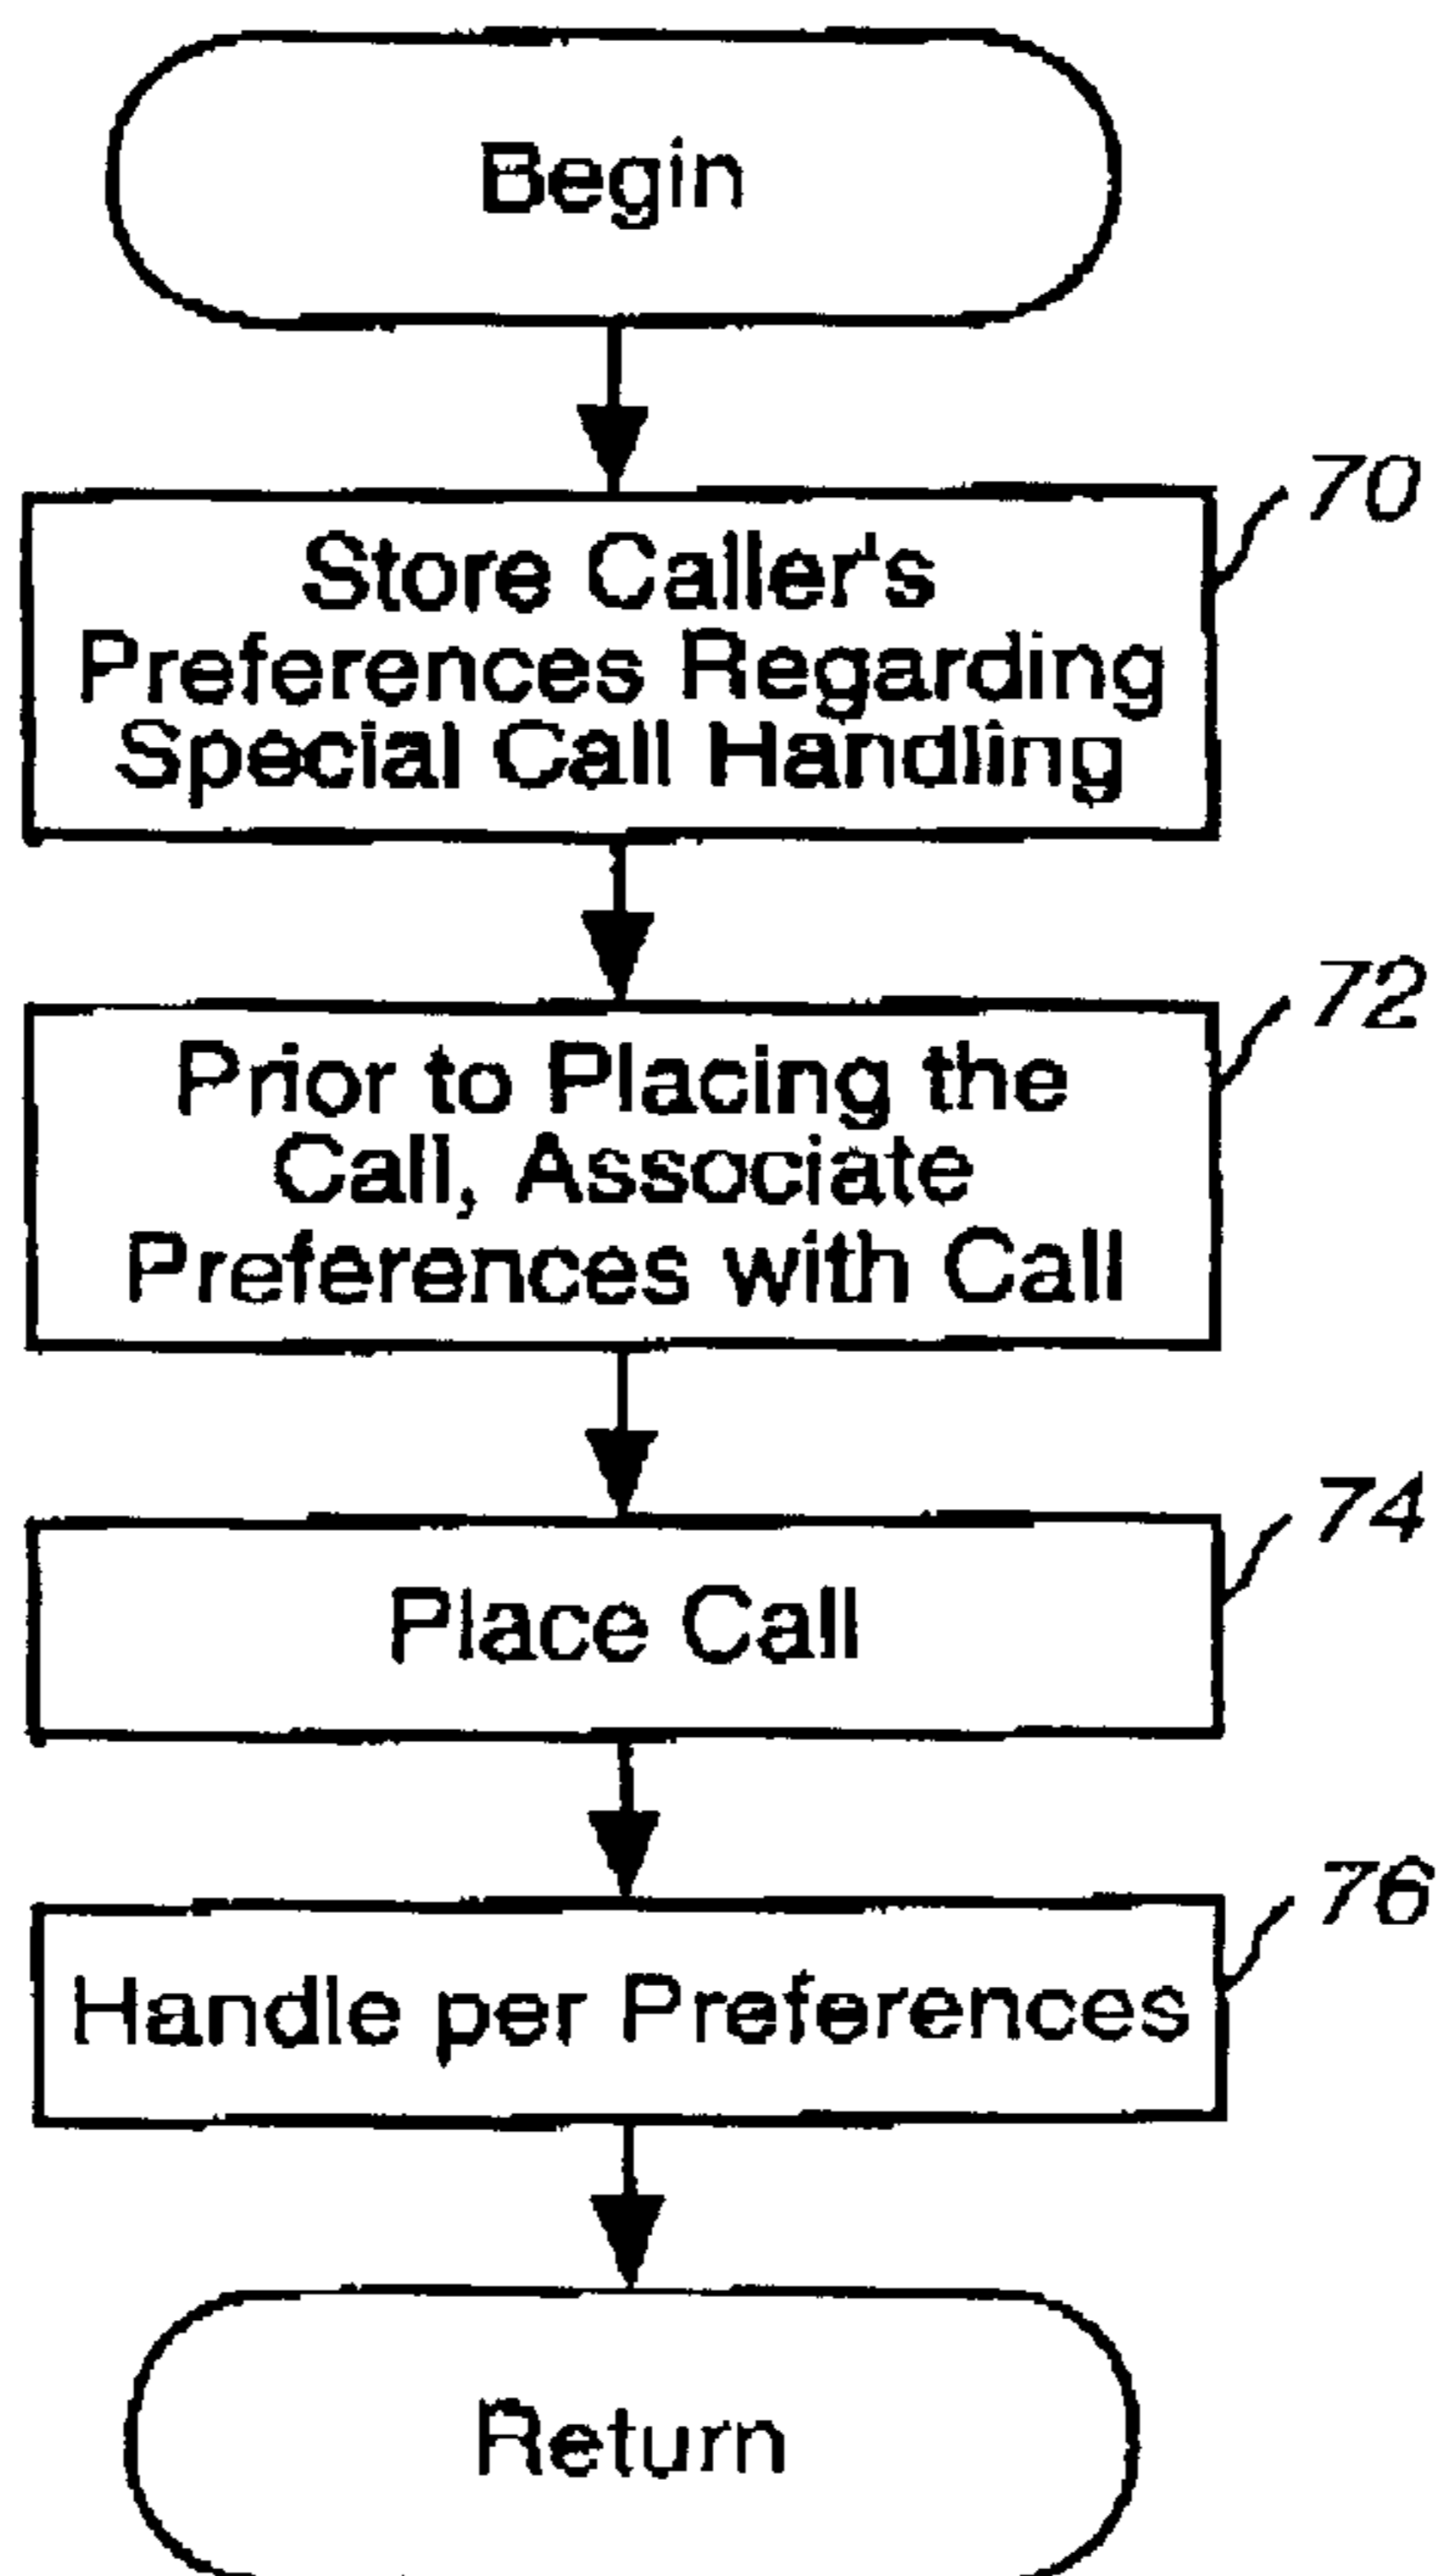 Begin
70
Store Caller's
Preferences Regarding
Special Call Handling
72
Prior to Placing the
Call, Associate
Preferences with Call
74
Place Call
76
Handle per Preferences
Return